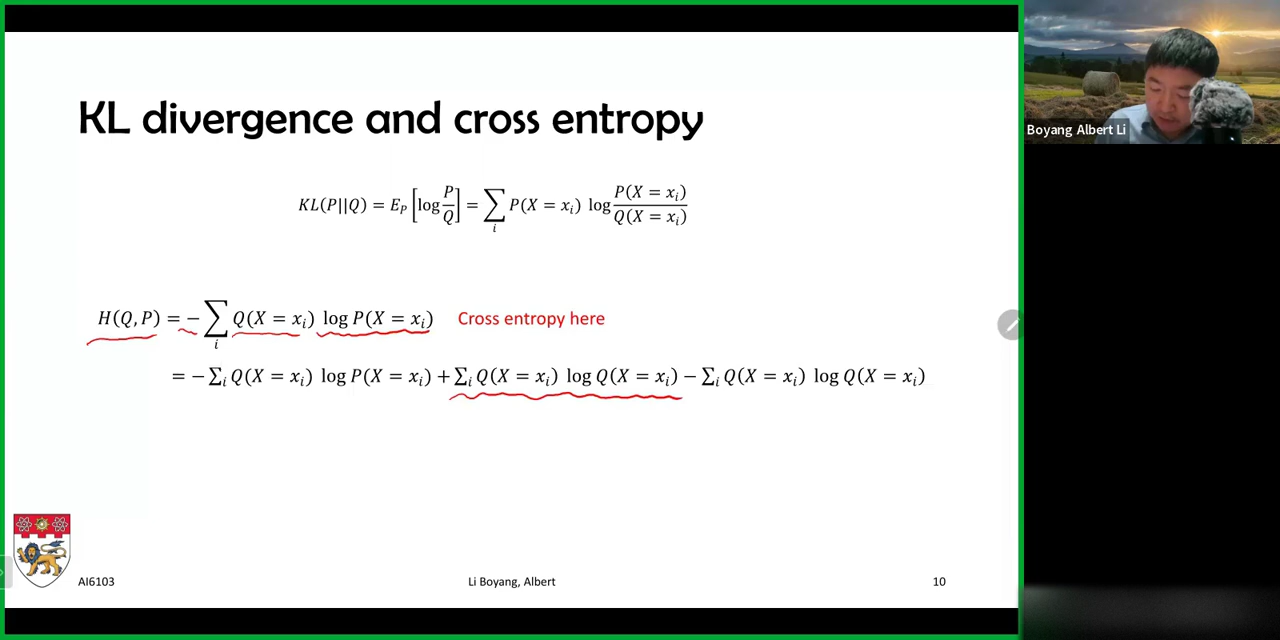 KL divergence and cross entropy
KL(P||Q) = E_P [log P/Q] = ∑_i P(X = x_i) log P(X = x_i)/Q(X = x_i)
H(Q, P) = − ∑_i Q(X = x_i) log P(X = x_i) Cross entropy here
= − ∑_i Q(X = x_i) log P(X = x_i) + ∑_i Q(X = x_i) log Q(X = x_i) − ∑_i Q(X = x_i) log Q(X = x_i)
AI6103 Li Boyang, Albert 10
Boyang Albert Li